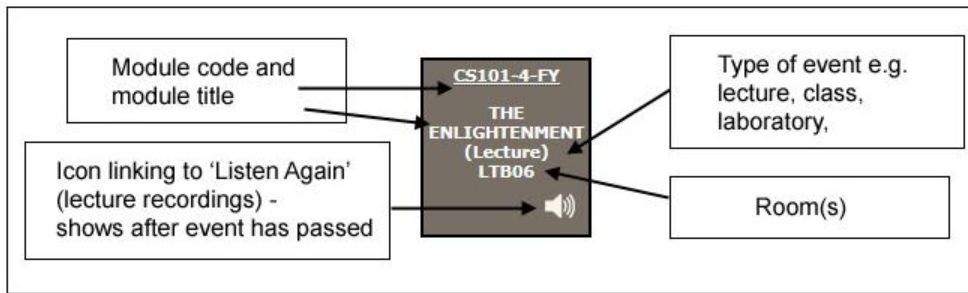 Module code and
module title
Icon linking to ‘Listen Again’
(lecture recordings) -
shows after event has passed
CS101-4-FY
THE
ENLIGHTENMENT
(Lecture)
LTB06
Type of event e.g.
lecture, class,
laboratory,
Room(s)